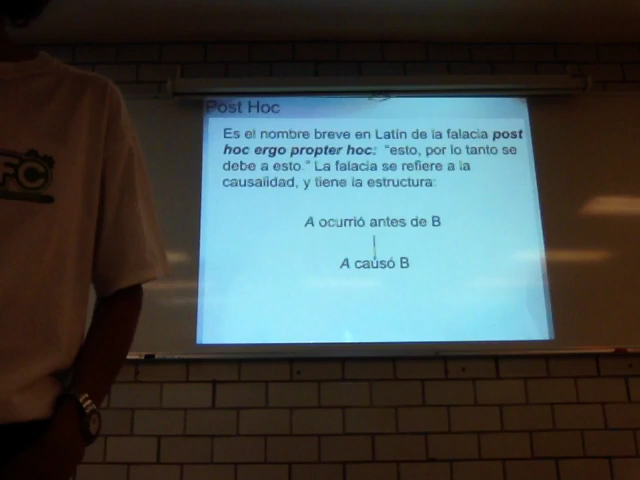 Post Hoc
Es el nombre breve en Latín de la falacia post
hoc ergo propter hoc: "esto, por lo tanto se
debe a esto." La falacia se refiere a la
causalidad, y tiene la estructura:
A ocurrió antes de B
A causó B
FC